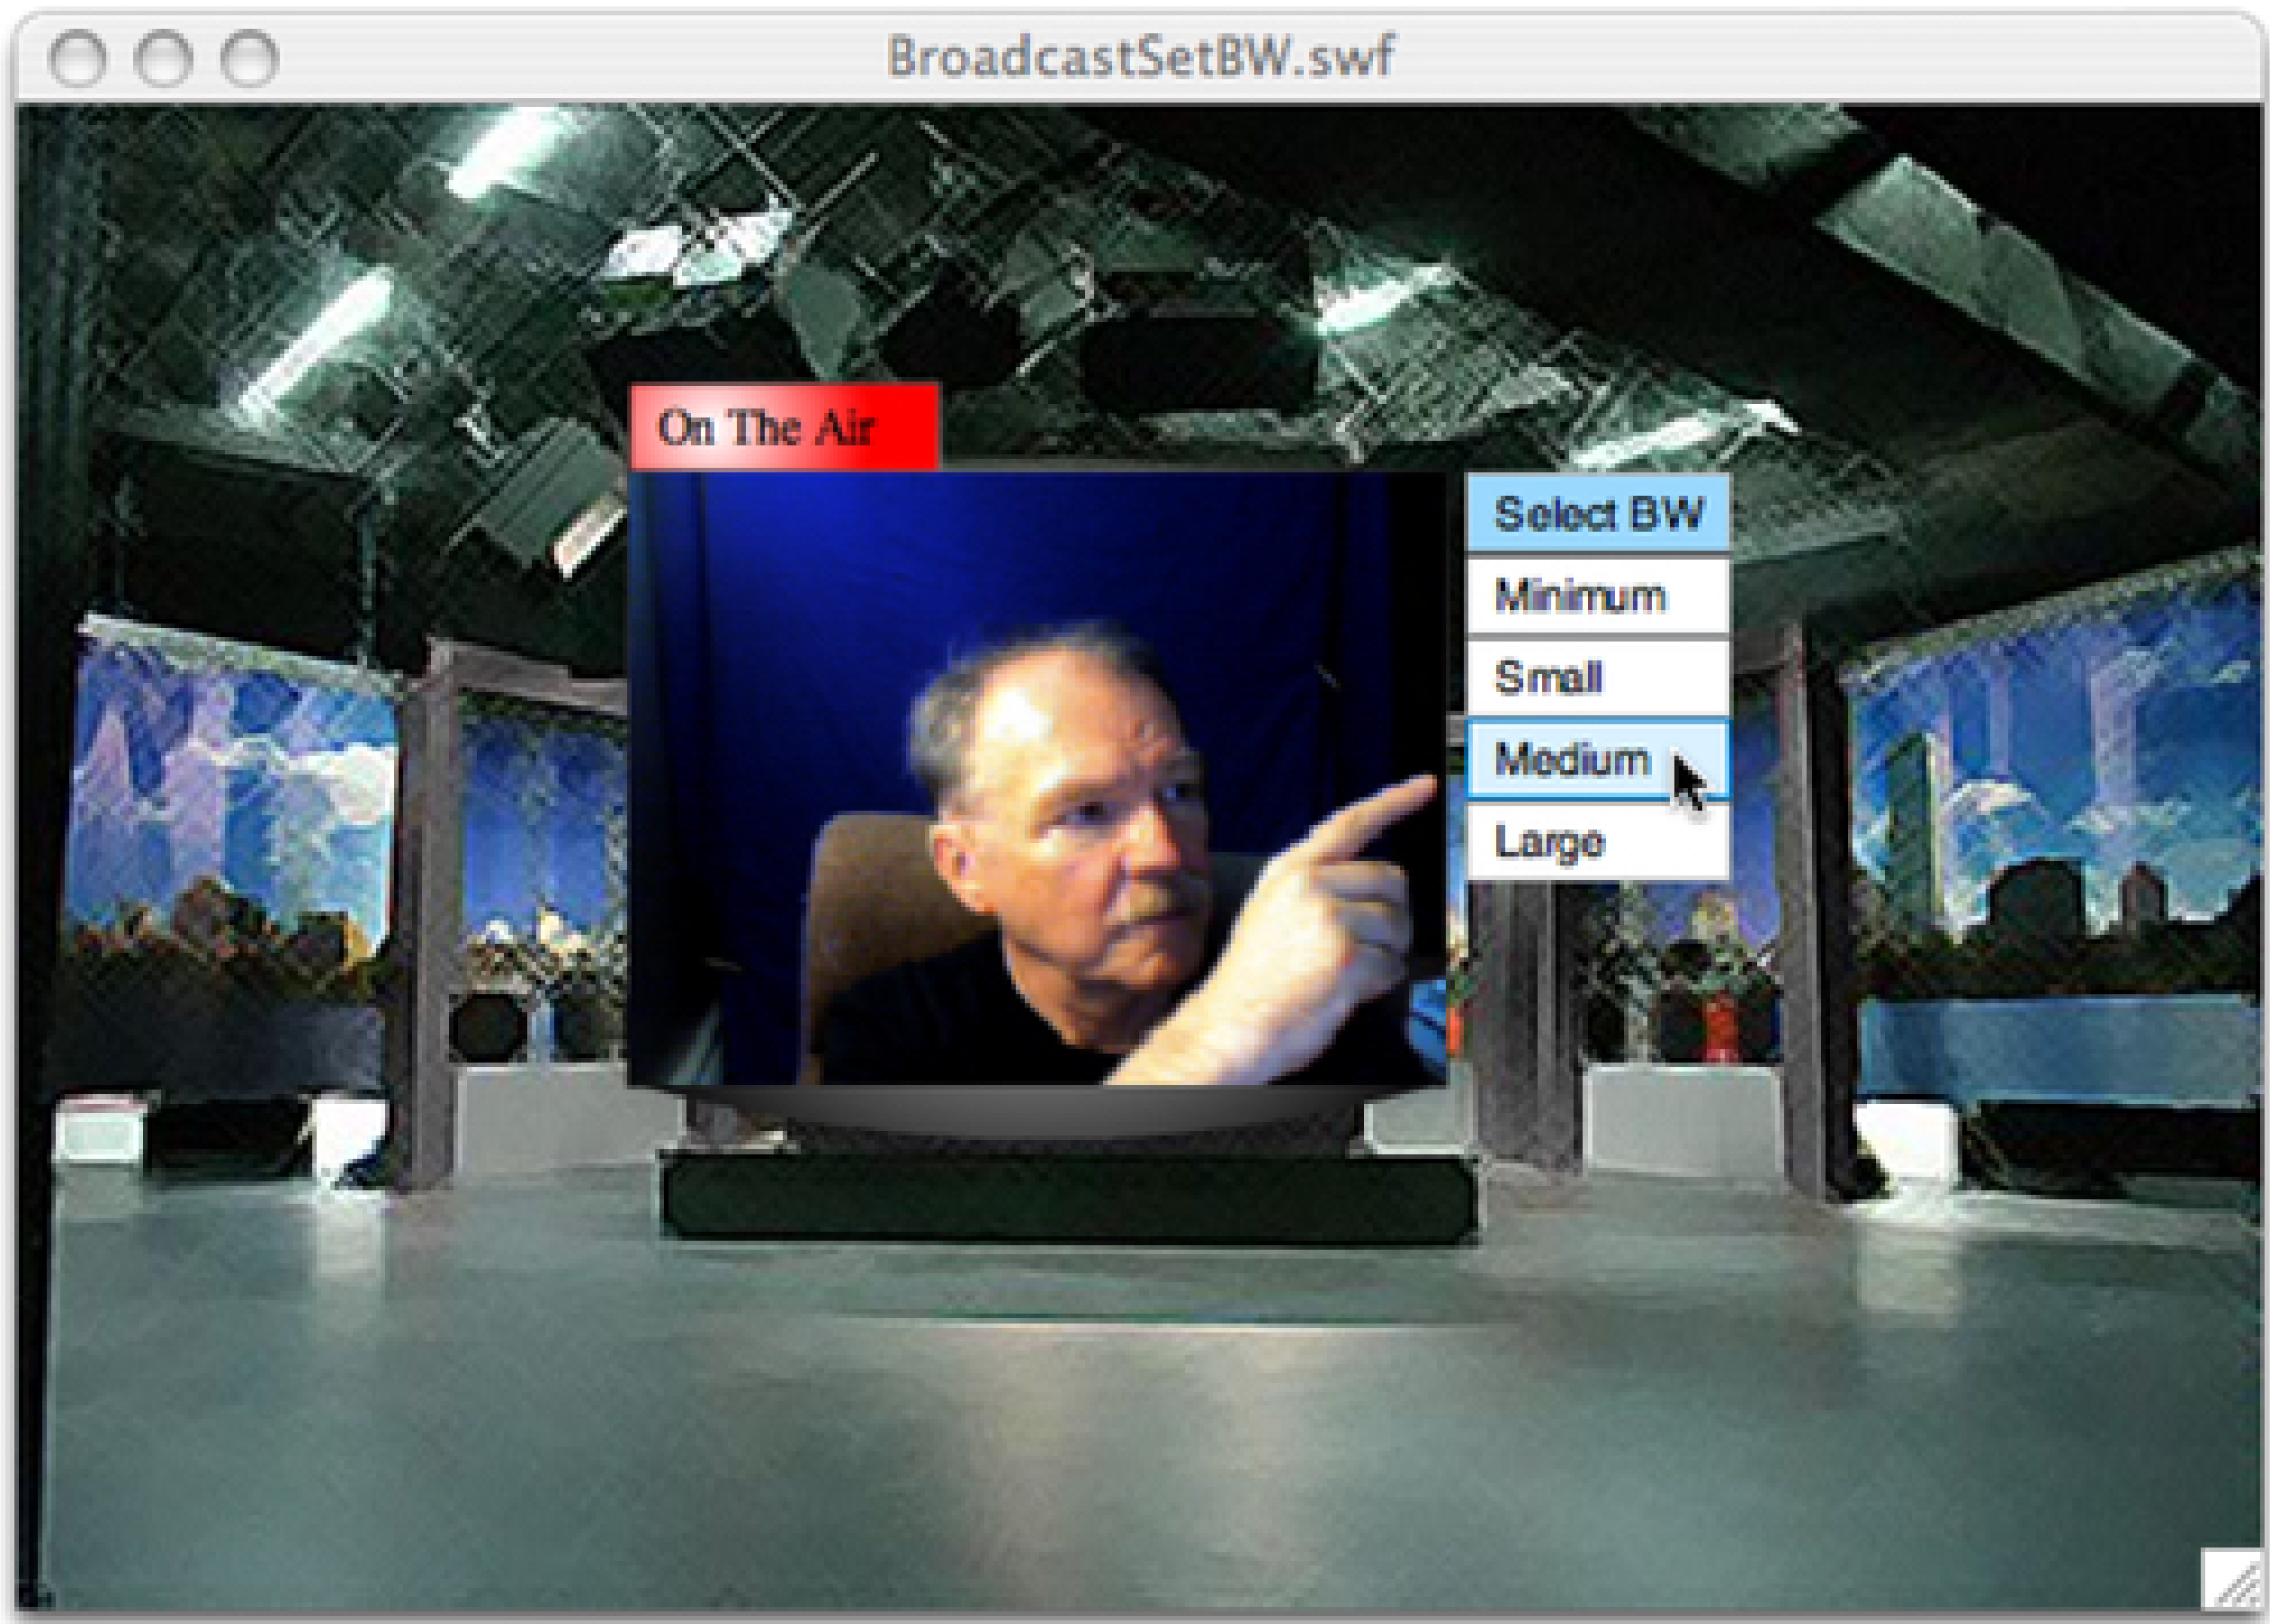 BroadcastSetBW.swf
On The Air
Select BW
Minimum
Small
Medium
Large